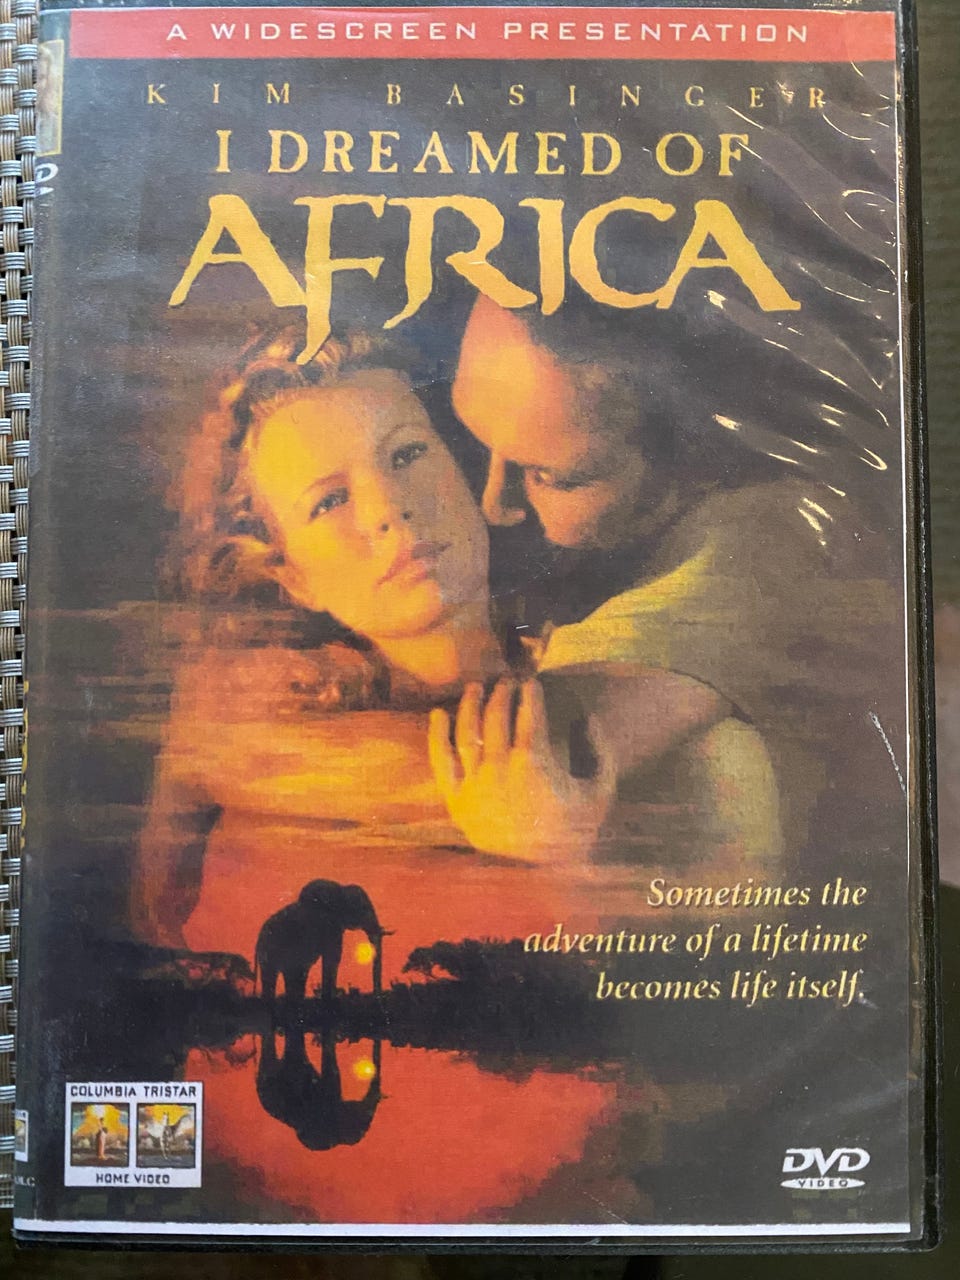 A WIDESCREEN PRESENTATION
KIM BASINGER
I DREAMED OF
AFRICA
Sometimes the
adventure of a lifetime
becomes life itself.
COLUMBIA TRISTAR
HOME VIDEO
DVD
VIDEO